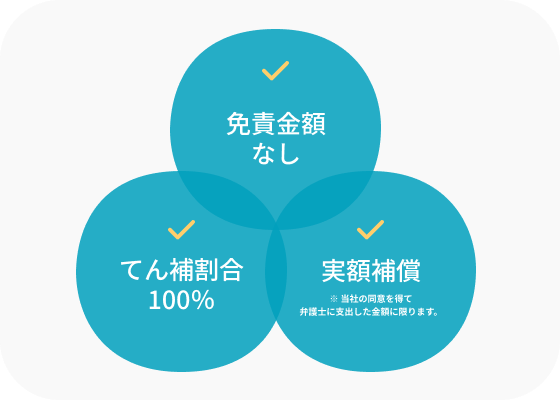 免責金額
なし
てん補割合
100%
実額補償
※ 当社の同意を得て
弁護士に支出した金額に限ります。